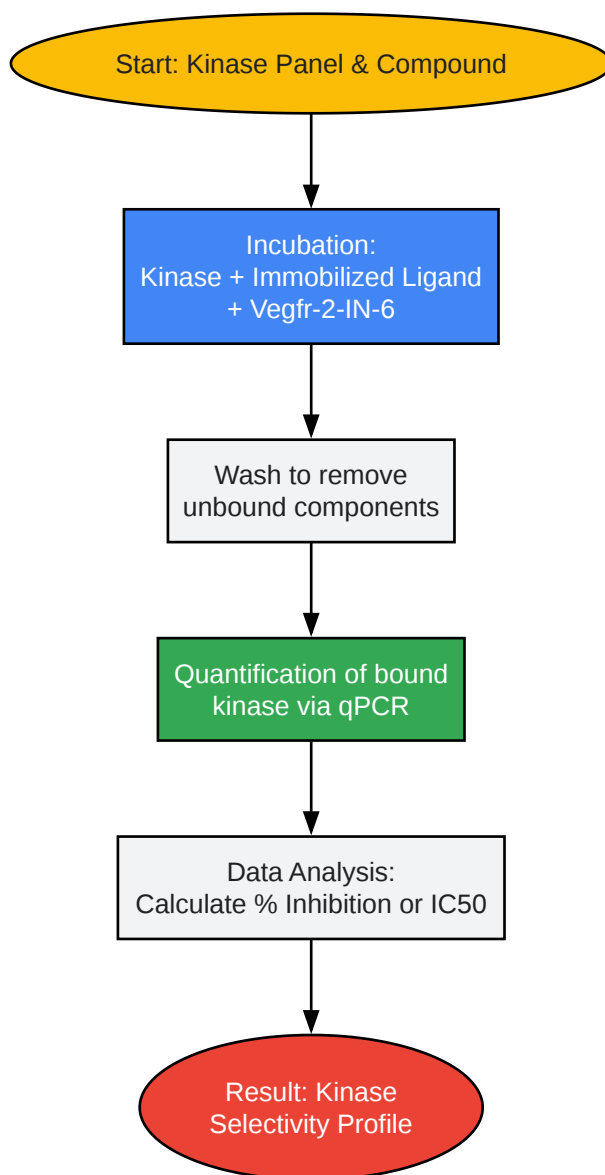 Start: Kinase Panel & Compound
Incubation:
Kinase + Immobilized Ligand
+ Vegfr-2-IN-6
Wash to remove
unbound components
Quantification of bound
kinase via qPCR
Data Analysis:
Calculate % Inhibition or IC50
Result: Kinase
Selectivity Profile